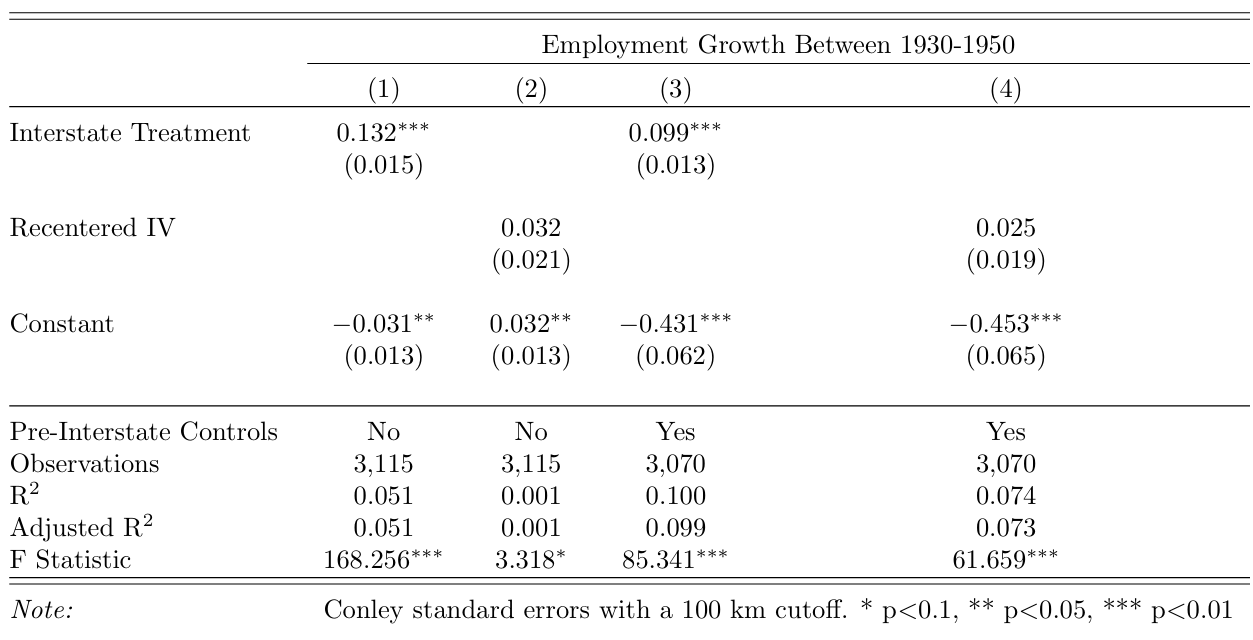 Employment Growth Between 1930-1950
(1) (2) (3) (4)
Interstate Treatment 0.132*** 0.099***
(0.015) (0.013)
Recentered IV 0.032 0.025
(0.021) (0.019)
Constant −0.031** 0.032** −0.431*** −0.453***
(0.013) (0.013) (0.062) (0.065)
Pre-Interstate Controls No No Yes Yes
Observations 3,115 3,115 3,070 3,070
R² 0.051 0.001 0.100 0.074
Adjusted R² 0.051 0.001 0.099 0.073
F Statistic 168.256*** 3.318* 85.341*** 61.659***
Note: Conley standard errors with a 100 km cutoff. * p<0.1, ** p<0.05, *** p<0.01